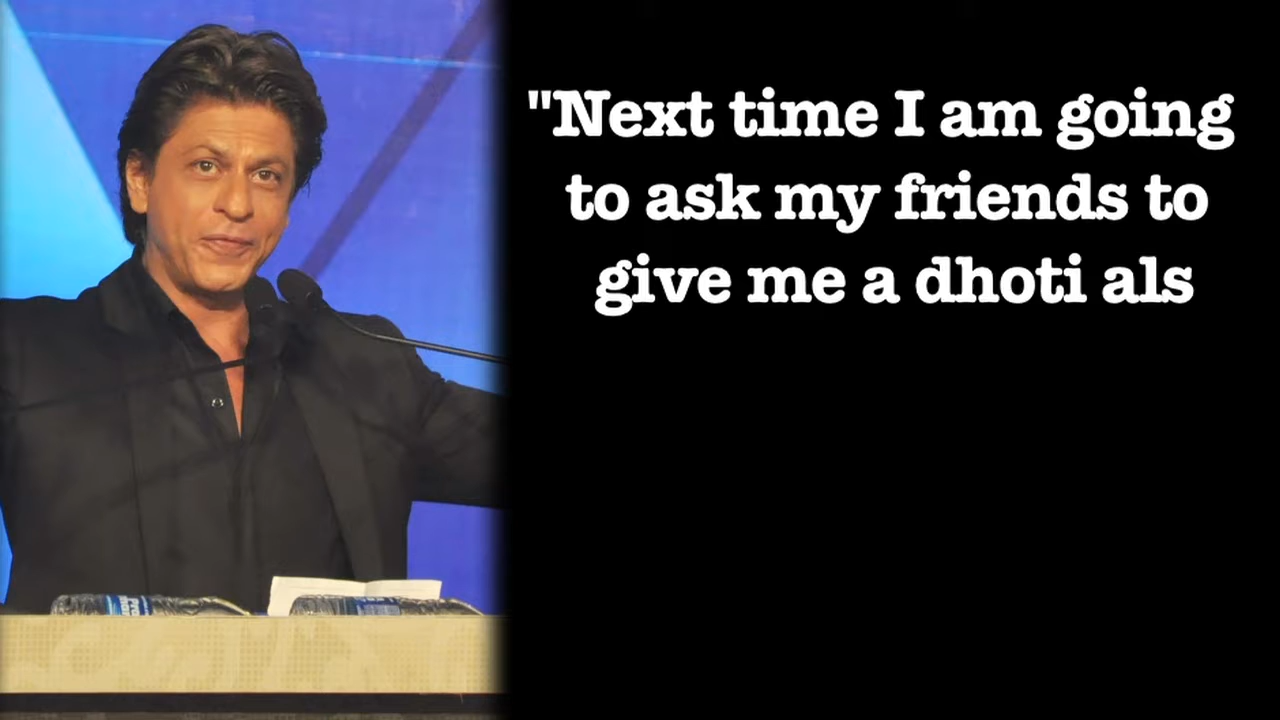 "Next time I am going
to ask my friends to
give me a dhoti als